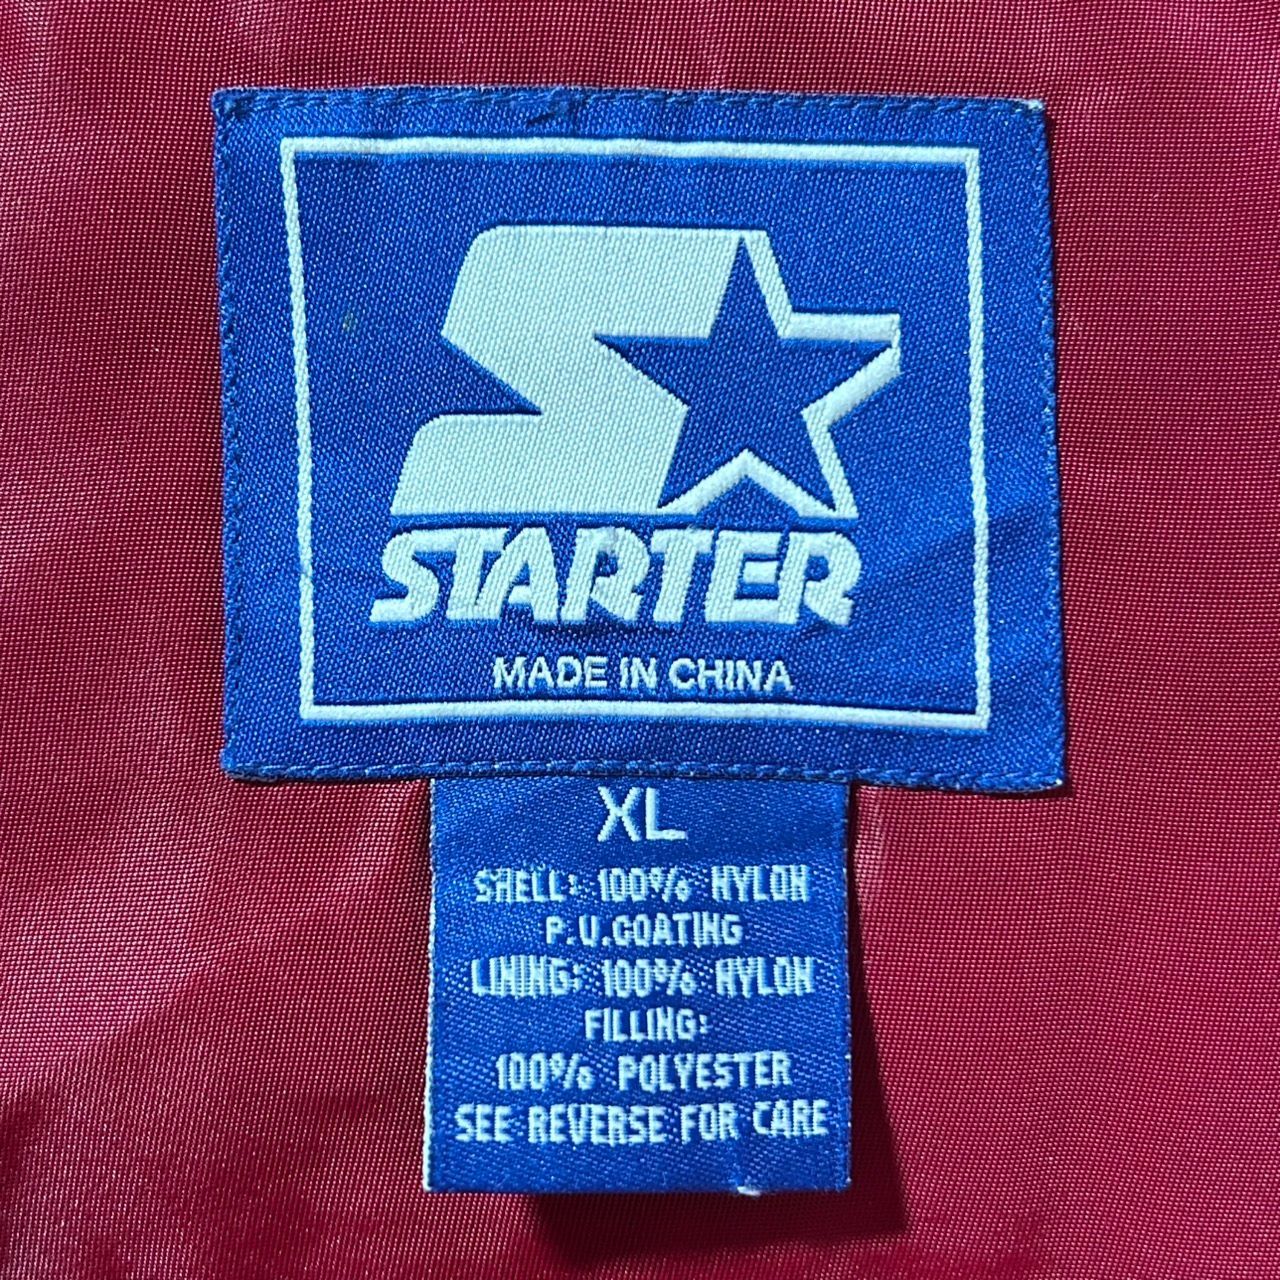 STARTER
MADE IN CHINA
XL
SHELL: 100% NYLON
P.U.COATING
LINING: 100% NYLON
FILLING:
100% POLYESTER
SEE REVERSE FOR CARE